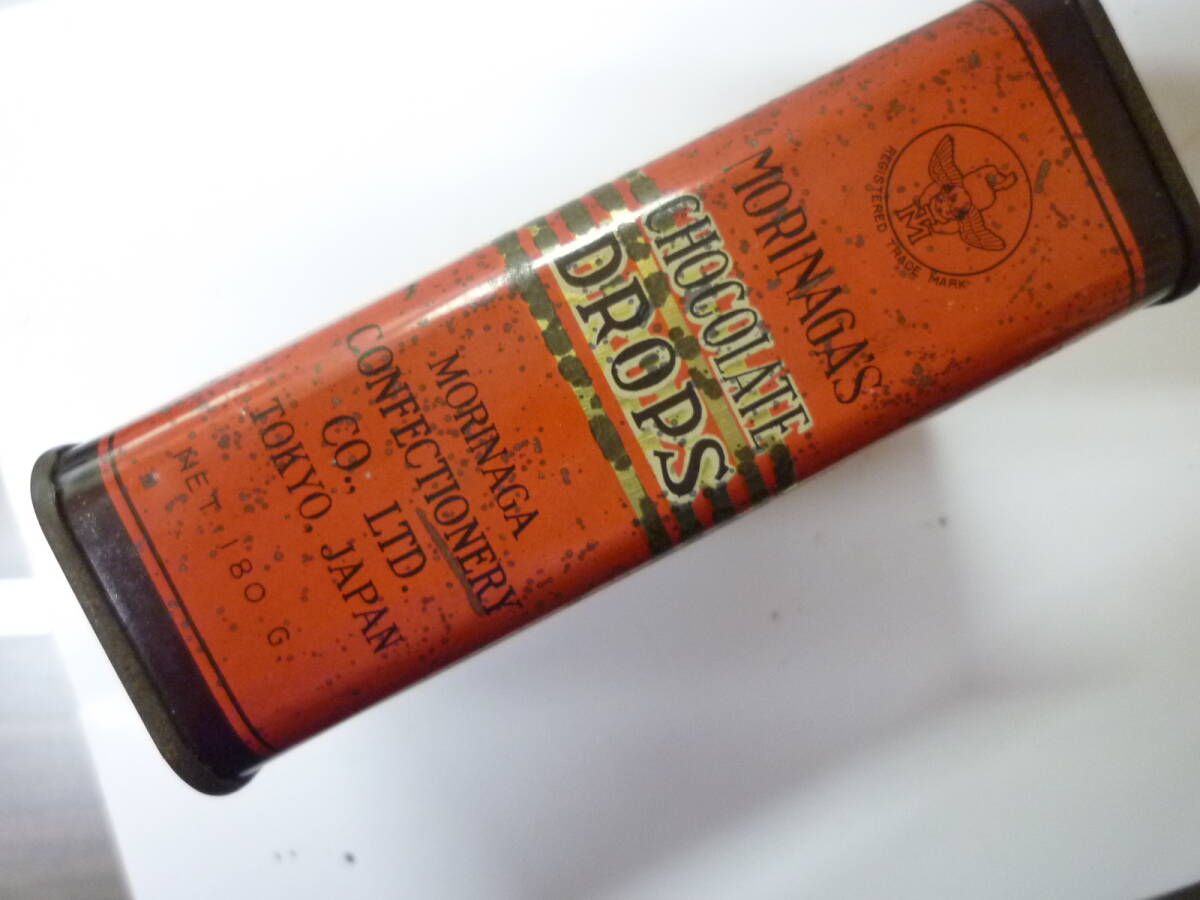 M
REGISTERED TRADE MARK
MORINAGA'S
CHOCOLATE
DROPS
MORINAGA
CONFECTIONERY
CO., LTD.
TOKYO, JAPAN
NET 180 G